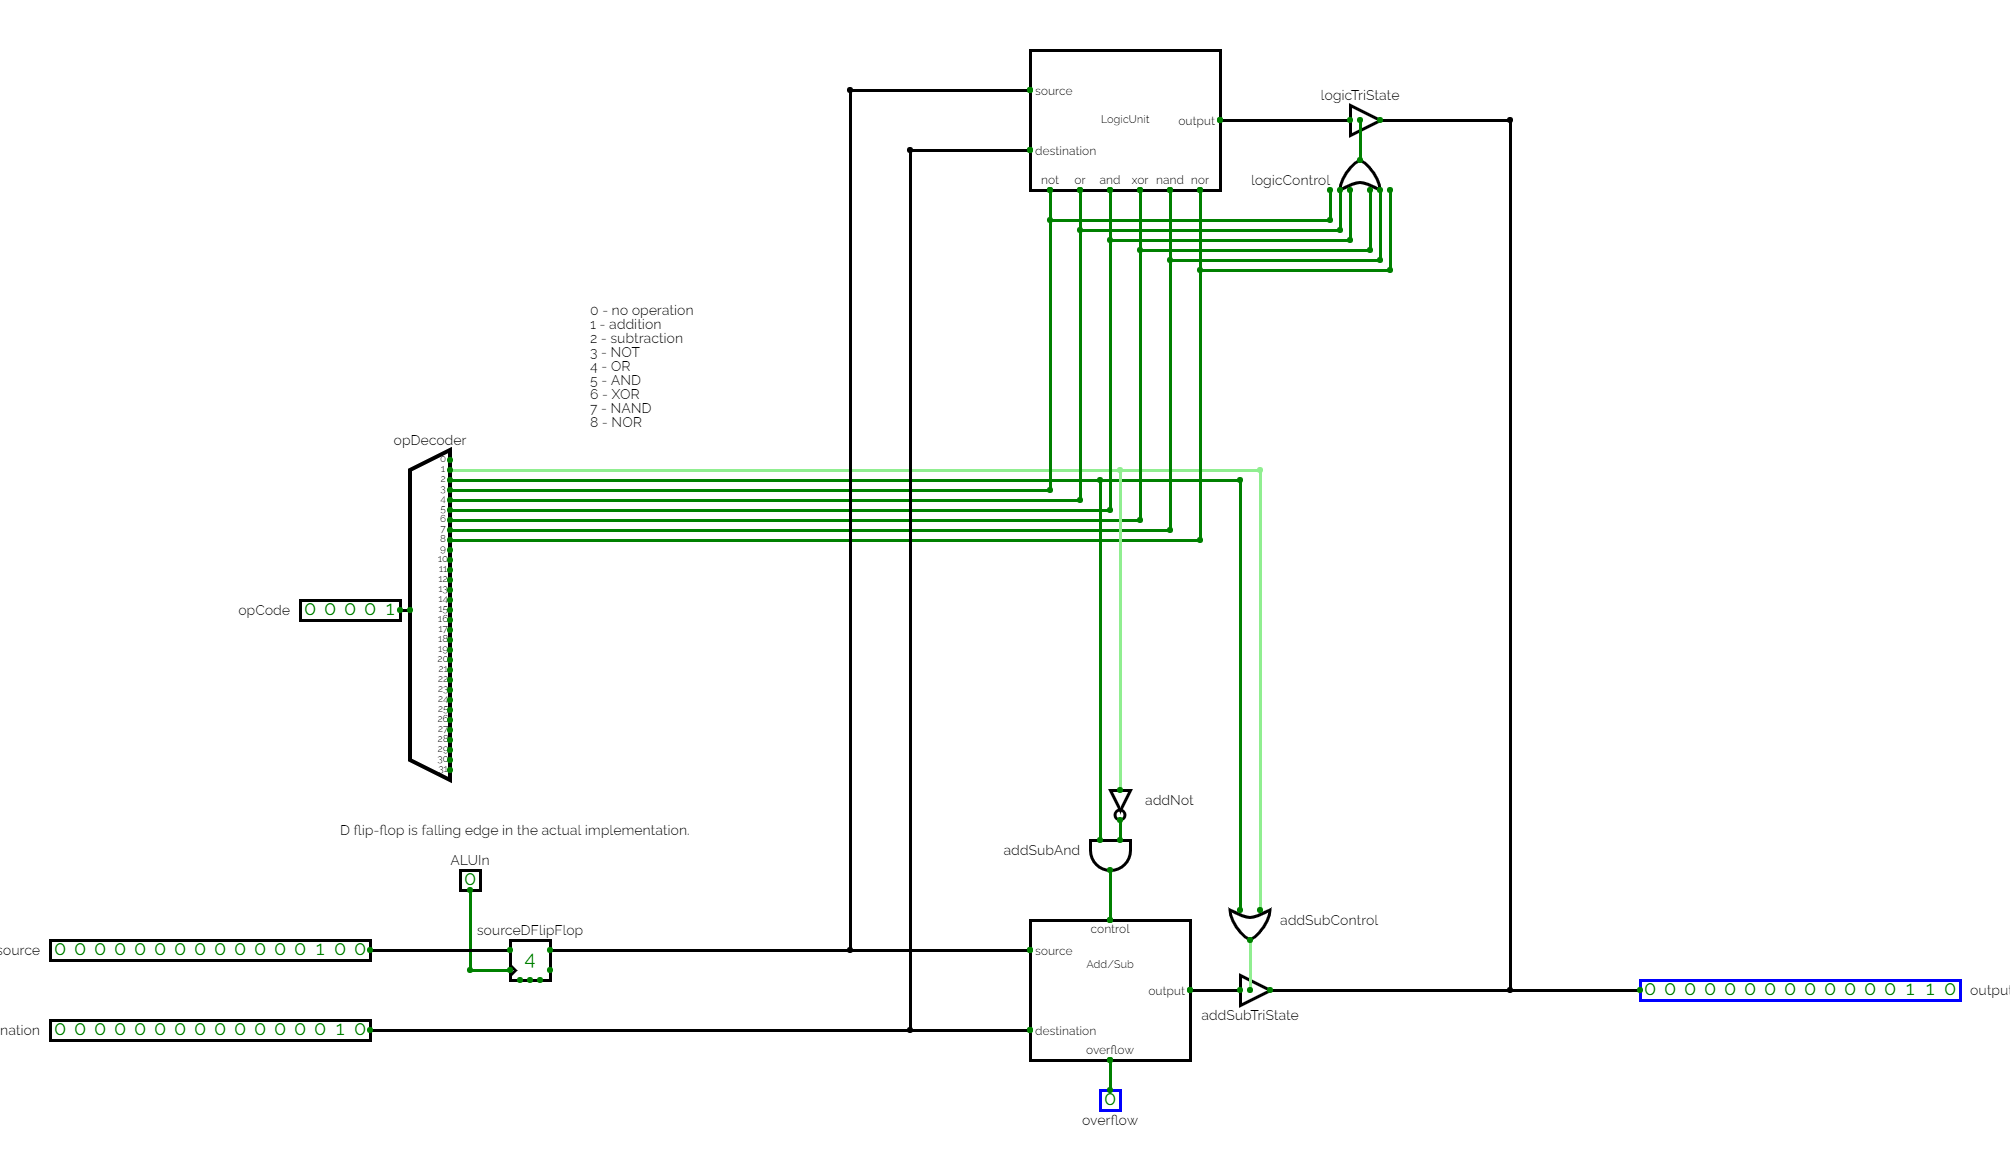 logicTriState
source
LogicUnit
output
destination
not or and xor nand nor
logicControl
0 - no operation
1 - addition
2 - subtraction
3 - NOT
4 - OR
5 - AND
6 - XOR
7 - NAND
8 - NOR
opDecoder
0
1
2
3
4
5
6
7
8
9
10
11
12
13
14
15
16
17
18
19
20
21
22
23
24
25
26
27
28
29
30
31
opCode 0 0 0 0 1
addNot
D flip-flop is falling edge in the actual implementation.
addSubAnd
ALUIn
0
addSubControl
sourceDFlipFlop
control
source 0 0 0 0 0 0 0 0 0 0 0 0 0 1 0 0
4
source
Add/Sub
output
0 0 0 0 0 0 0 0 0 0 0 0 0 1 1 0 output
addSubTriState
nation 0 0 0 0 0 0 0 0 0 0 0 0 0 0 1 0
destination
overflow
0
overflow